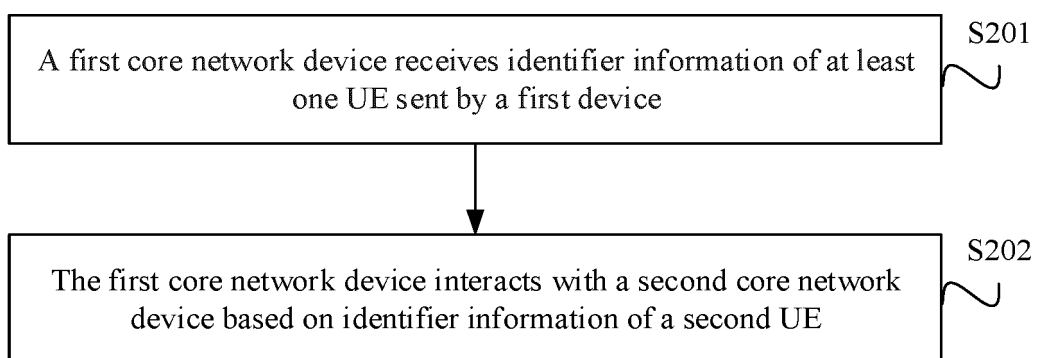 S201
A first core network device receives identifier information of at least
one UE sent by a first device
S202
The first core network device interacts with a second core network
device based on identifier information of a second UE